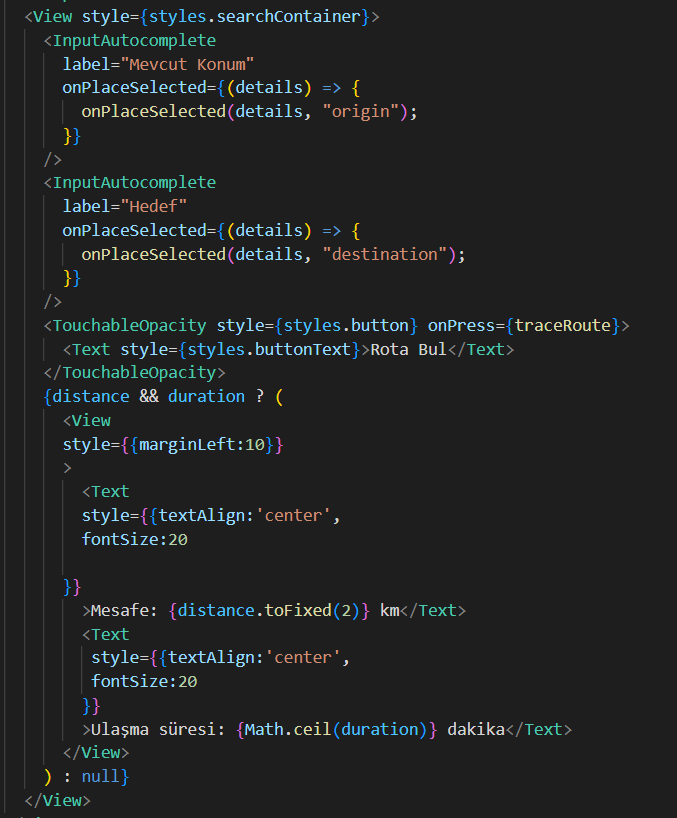 <View style={styles.searchContainer}>
<InputAutocomplete
label="Mevcut Konum"
onPlaceSelected={(details) => {
onPlaceSelected(details, "origin");
}}
/>
<InputAutocomplete
label="Hedef"
onPlaceSelected={(details) => {
onPlaceSelected(details, "destination");
}}
/>
<TouchableOpacity style={styles.button} onPress={traceRoute}>
<Text style={styles.buttonText}>Rota Bul</Text>
</TouchableOpacity>
{distance && duration ? (
<View
style={{marginLeft:10}}
>
<Text
style={{textAlign:'center',
fontSize:20
}}
>Mesafe: {distance.toFixed(2)} km</Text>
<Text
style={{textAlign:'center',
fontSize:20
}}
>Ulaşma süresi: {Math.ceil(duration)} dakika</Text>
</View>
) : null}
</View>